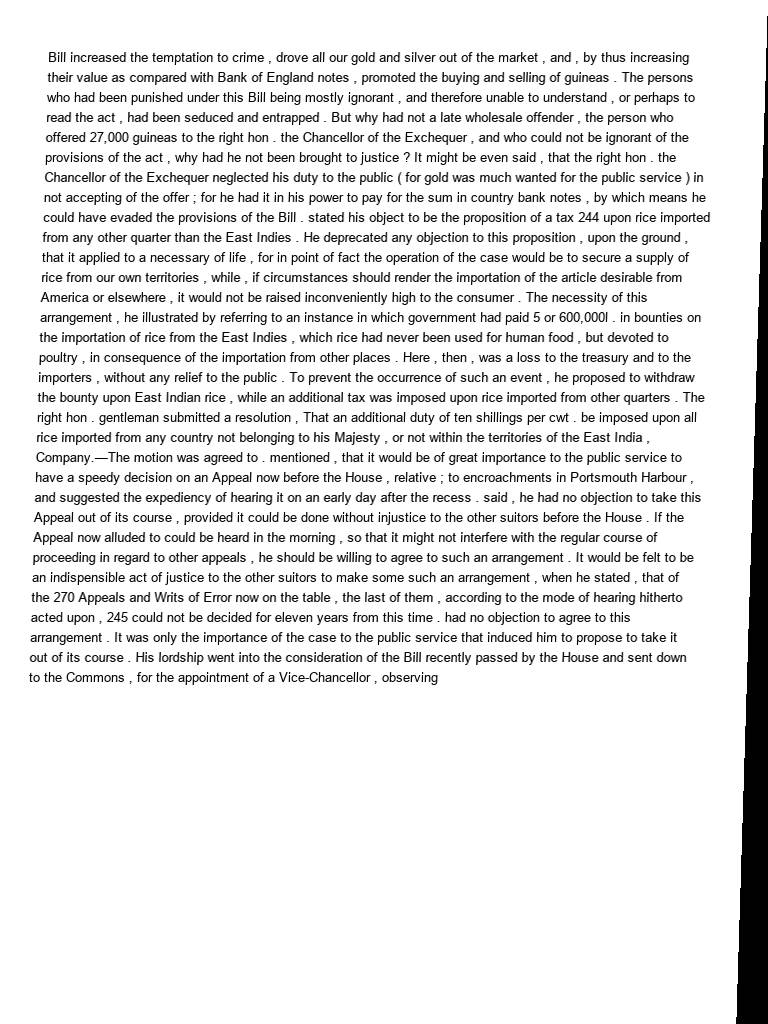 Bill increased the temptation to crime , drove all our gold and silver out of the market , and , by thus increasing
their value as compared with Bank of England notes , promoted the buying and selling of guineas . The persons
who had been punished under this Bill being mostly ignorant , and therefore unable to understand , or perhaps to
read the act , had been seduced and entrapped . But why had not a late wholesale offender , the person who
offered 27,000 guineas to the right hon . the Chancellor of the Exchequer , and who could not be ignorant of the
provisions of the act , why had he not been brought to justice ? It might be even said , that the right hon . the
Chancellor of the Exchequer neglected his duty to the public ( for gold was much wanted for the public service ) in
not accepting of the offer ; for he had it in his power to pay for the sum in country bank notes , by which means he
could have evaded the provisions of the Bill . stated his object to be the proposition of a tax 244 upon rice imported
from any other quarter than the East Indies . He deprecated any objection to this proposition , upon the ground ,
that it applied to a necessary of life , for in point of fact the operation of the case would be to secure a supply of
rice from our own territories , while , if circumstances should render the importation of the article desirable from
America or elsewhere , it would not be raised inconveniently high to the consumer . The necessity of this
arrangement , he illustrated by referring to an instance in which government had paid 5 or 600,000l . in bounties on
the importation of rice from the East Indies , which rice had never been used for human food , but devoted to
poultry , in consequence of the importation from other places . Here , then , was a loss to the treasury and to the
importers , without any relief to the public . To prevent the occurrence of such an event , he proposed to withdraw
the bounty upon East Indian rice , while an additional tax was imposed upon rice imported from other quarters . The
right hon . gentleman submitted a resolution , That an additional duty of ten shillings per cwt . be imposed upon all
rice imported from any country not belonging to his Majesty , or not within the territories of the East India ,
Company.—The motion was agreed to . mentioned , that it would be of great importance to the public service to
have a speedy decision on an Appeal now before the House , relative ; to encroachments in Portsmouth Harbour ,
and suggested the expediency of hearing it on an early day after the recess . said , he had no objection to take this
Appeal out of its course , provided it could be done without injustice to the other suitors before the House . If the
Appeal now alluded to could be heard in the morning , so that it might not interfere with the regular course of
proceeding in regard to other appeals , he should be willing to agree to such an arrangement . It would be felt to be
an indispensible act of justice to the other suitors to make some such an arrangement , when he stated , that of
the 270 Appeals and Writs of Error now on the table , the last of them , according to the mode of hearing hitherto
acted upon , 245 could not be decided for eleven years from this time . had no objection to agree to this
arrangement . It was only the importance of the case to the public service that induced him to propose to take it
out of its course . His lordship went into the consideration of the Bill recently passed by the House and sent down
to the Commons , for the appointment of a Vice-Chancellor , observing